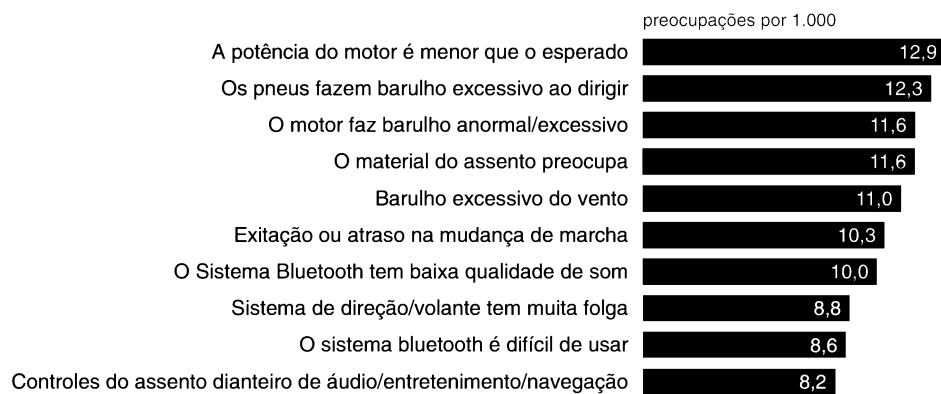 preocupações por 1.000
A potência do motor é menor que o esperado 12,9
Os pneus fazem barulho excessivo ao dirigir 12,3
O motor faz barulho anormal/excessivo 11,6
O material do assento preocupa 11,6
Barulho excessivo do vento 11,0
Exitação ou atraso na mudança de marcha 10,3
O Sistema Bluetooth tem baixa qualidade de som 10,0
Sistema de direção/volante tem muita folga 8,8
O sistema bluetooth é difícil de usar 8,6
Controles do assento dianteiro de áudio/entretenimento/navegação 8,2